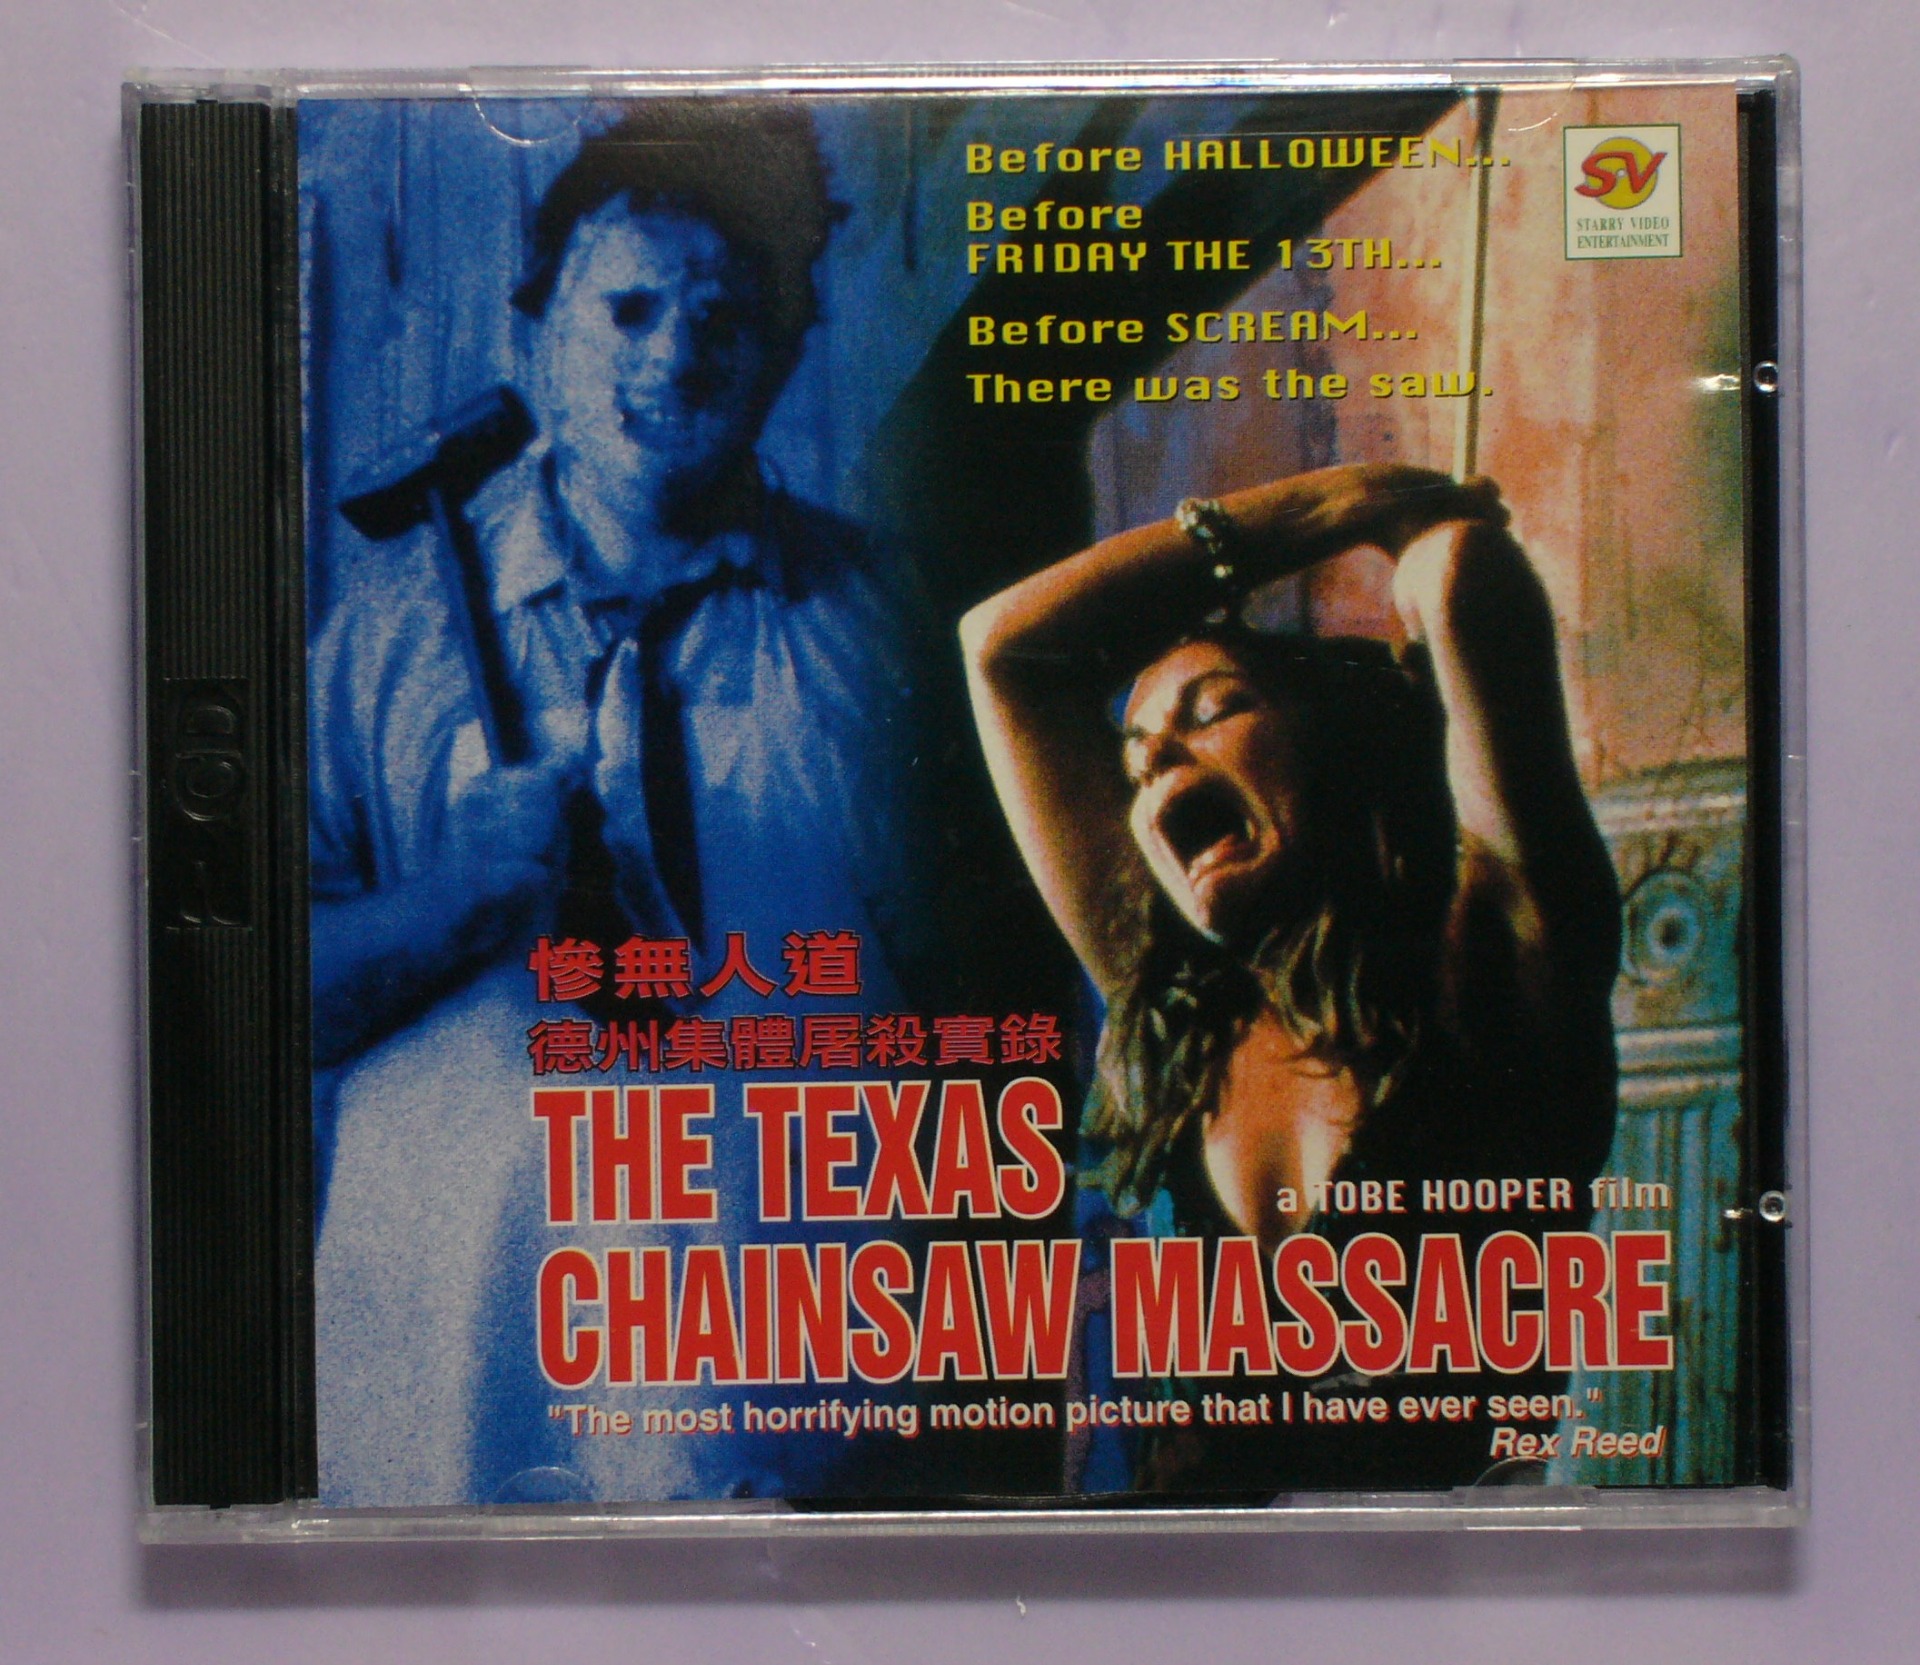 Before HALLOWEEN...
Before
FRIDAY THE 13TH...
Before SCREAM...
There was the saw.
SV
STARRY VIDEO
ENTERTAINMENT
慘無人道
德州集體屠殺實錄
THE TEXAS
a TOBE HOOPER film
CHAINSAW MASSACRE
"The most horrifying motion picture that I have ever seen."
Rex Reed